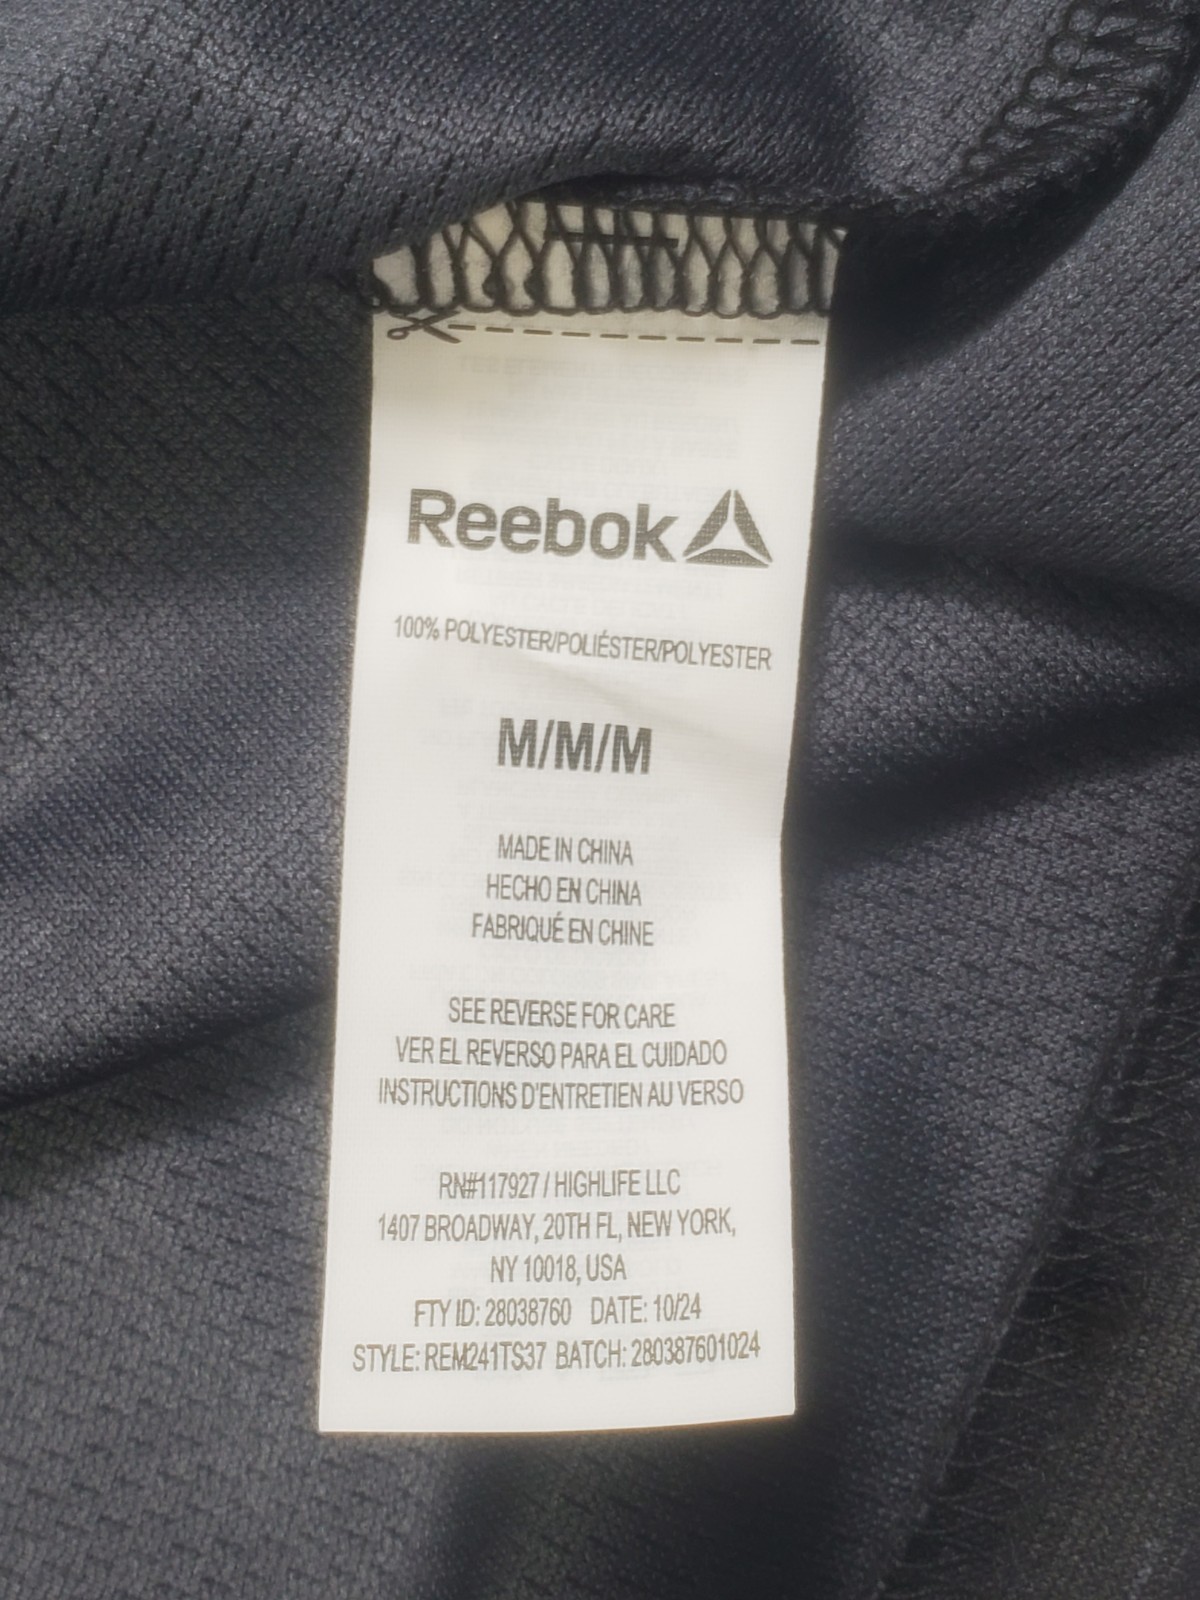 Reebok
100% POLYESTER/POLIÉSTER/POLYESTER
M/M/M
MADE IN CHINA
HECHO EN CHINA
FABRIQUÉ EN CHINE
SEE REVERSE FOR CARE
VER EL REVERSO PARA EL CUIDADO
INSTRUCTIONS D'ENTRETIEN AU VERSO
RN#117927 / HIGHLIFE LLC
1407 BROADWAY, 20TH FL, NEW YORK,
NY 10018, USA
FTY ID: 28038760 DATE: 10/24
STYLE: REM241TS37 BATCH: 280387601024